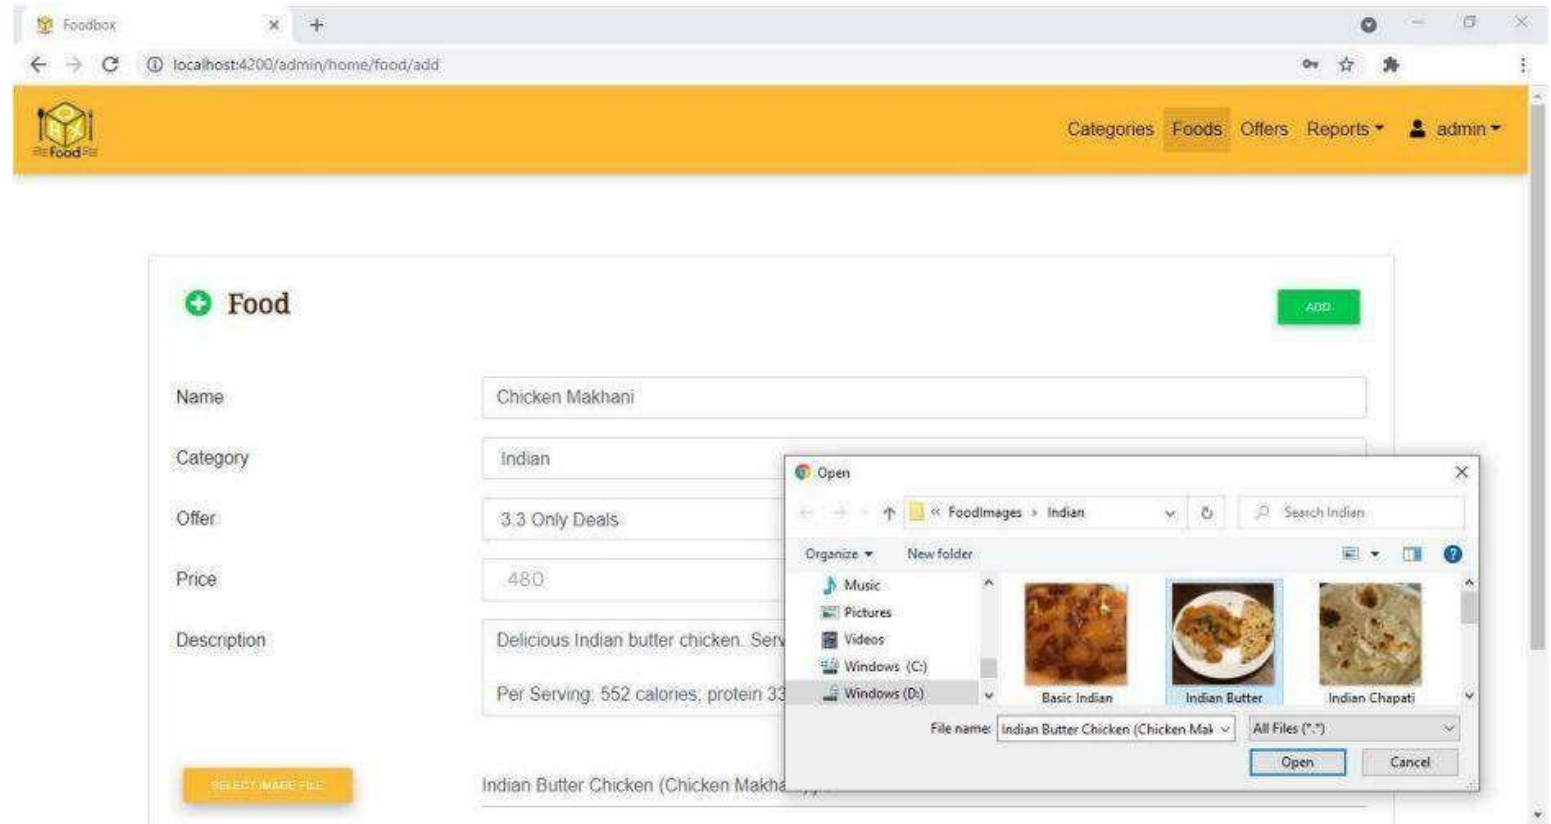 Foodbox
localhost:4200/admin/home/food/add
food
Categories Foods Offers Reports admin
Food
ADD
Name
Chicken Makhani
Category
Indian
Offer
3.3 Only Deals
Price
480
Description
Delicious Indian butter chicken. Serv
Per Serving: 552 calories, protein 33
SELECT IMAGE FILE
Indian Butter Chicken (Chicken Makha
Open
« FoodImages › Indian
Search Indian
Organize
New folder
Music
Pictures
Videos
Windows (C:)
Windows (D:)
Basic Indian
Indian Butter
Indian Chapati
File name:
Indian Butter Chicken (Chicken Mak
All Files (*.*)
Open
Cancel